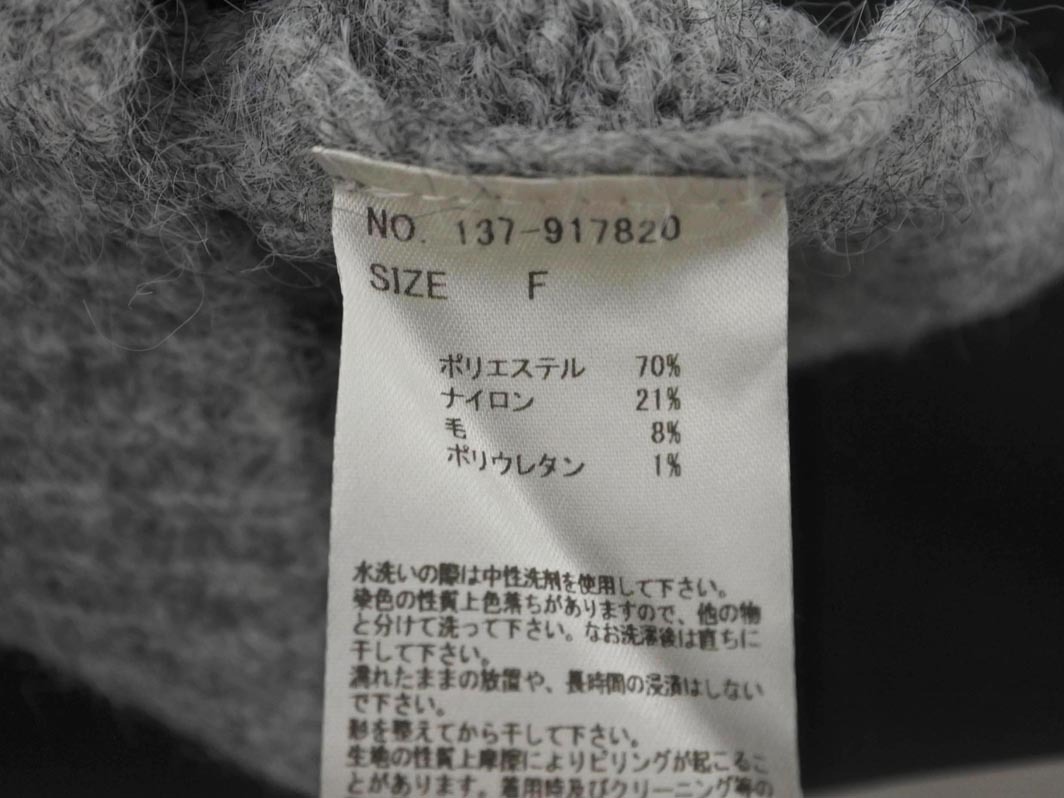 NO. 137-917820
SIZE F
ポリエステル 70%
ナイロン 21%
毛 8%
ポリウレタン 1%
水洗いの際は中性洗剤を使用して下さい。
染色の性質上色落ちがありますので、他の物
と分けて洗って下さい。なお洗濯後は直ちに
干して下さい。
濡れたままの放置や、長時間の浸漬はしない
で下さい。
形を整えてから干して下さい。
生地の性質上摩擦によりピリングが起こるこ
とがあります。着用時及びクリーニング等の